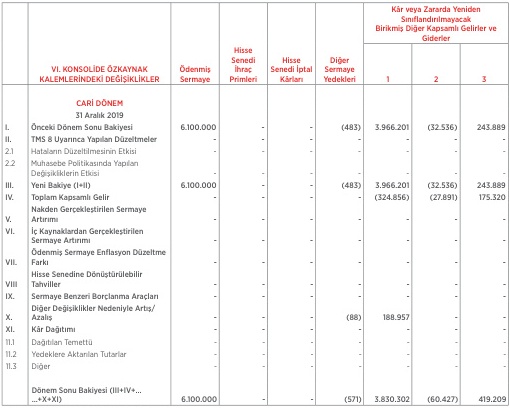 Kâr veya Zararda Yeniden
Sınıflandırılmayacak
Birikmiş Diğer Kapsamlı Gelirler ve
Giderler
VI. KONSOLİDE ÖZKAYNAK
KALEMLERİNDEKİ DEĞİŞİKLİKLER
Ödenmiş
Sermaye
Hisse
Senedi
İhraç
Primleri
Hisse
Senedi İptal
Kârları
Diğer
Sermaye
Yedekleri
1 2 3
CARİ DÖNEM
31 Aralık 2019
I. Önceki Dönem Sonu Bakiyesi 6.100.000 - - (483) 3.966.201 (32.536) 243.889
II. TMS 8 Uyarınca Yapılan Düzeltmeler - - - - - - -
2.1 Hataların Düzeltilmesinin Etkisi - - - - - - -
2.2 Muhasebe Politikasında Yapılan
Değişikliklerin Etkisi - - - - - - -
III. Yeni Bakiye (I+II) 6.100.000 - - (483) 3.966.201 (32.536) 243.889
IV. Toplam Kapsamlı Gelir - - - - (324.856) (27.891) 175.320
Nakden Gerçekleştirilen Sermaye
V. Artırımı - - - - - - -
VI. İç Kaynaklardan Gerçekleştirilen
Sermaye Artırımı - - - - - - -
Ödenmiş Sermaye Enflasyon Düzeltme
VII. Farkı - - - - - - -
Hisse Senedine Dönüştürülebilir
VIII Tahviller - - - - - - -
IX. Sermaye Benzeri Borçlanma Araçları - - - - - - -
Diğer Değişiklikler Nedeniyle Artış/
X. Azalış - - - (88) 188.957 - -
XI. Kâr Dağıtımı - - - - - - -
11.1 Dağıtılan Temettü - - - - - - -
11.2 Yedeklere Aktarılan Tutarlar - - - - - - -
11.3 Diğer - - - - - - -
Dönem Sonu Bakiyesi (III+IV+...
...+X+XI) 6.100.000 - - (571) 3.830.302 (60.427) 419.209